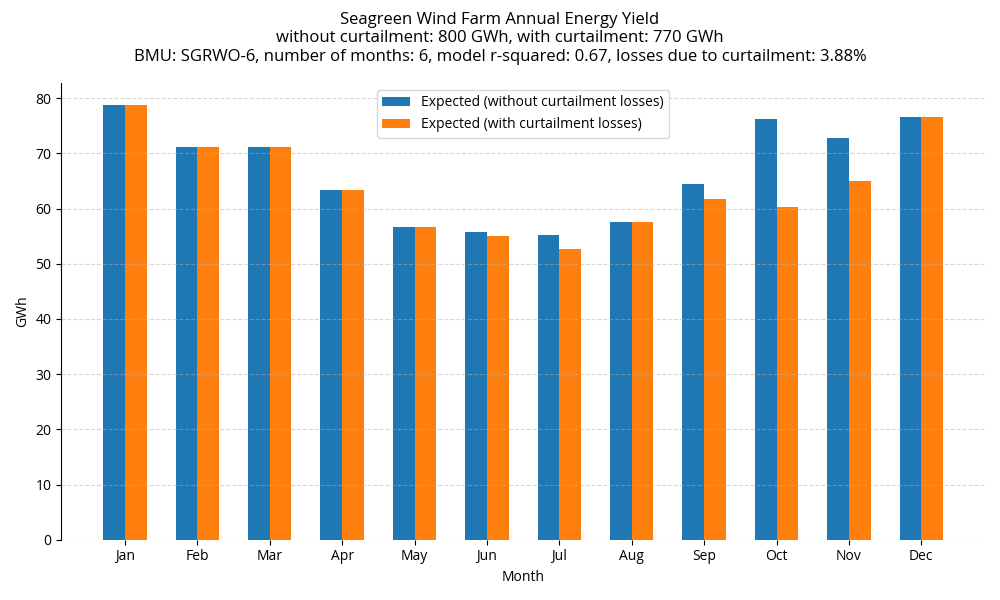 Seagreen Wind Farm Annual Energy Yield
without curtailment: 800 GWh, with curtailment: 770 GWh
BMU: SGRWO-6, number of months: 6, model r-squared: 0.67, losses due to curtailment: 3.88%
Expected (without curtailment losses)
Expected (with curtailment losses)
80
70
60
50
40
30
20
10
0
GWh
Jan Feb Mar Apr May Jun Jul Aug Sep Oct Nov Dec
Month